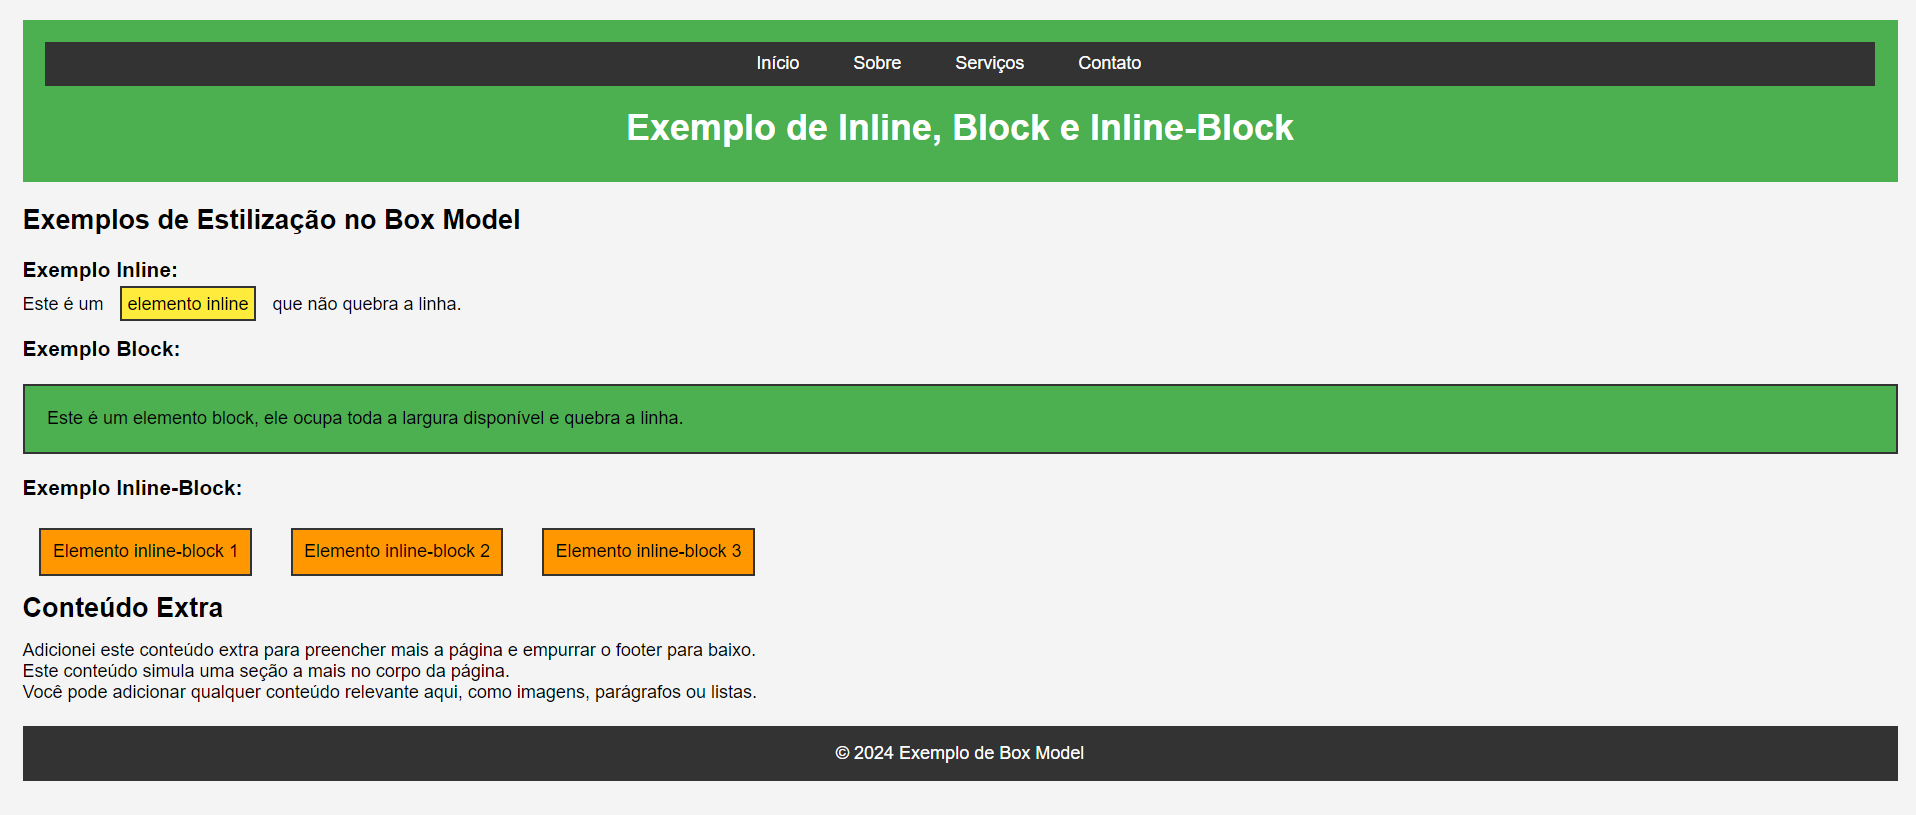 Início Sobre Serviços Contato
Exemplo de Inline, Block e Inline-Block
Exemplos de Estilização no Box Model
Exemplo Inline:
Este é um elemento inline que não quebra a linha.
Exemplo Block:
Este é um elemento block, ele ocupa toda a largura disponível e quebra a linha.
Exemplo Inline-Block:
Elemento inline-block 1 Elemento inline-block 2 Elemento inline-block 3
Conteúdo Extra
Adicionei este conteúdo extra para preencher mais a página e empurrar o footer para baixo.
Este conteúdo simula uma seção a mais no corpo da página.
Você pode adicionar qualquer conteúdo relevante aqui, como imagens, parágrafos ou listas.
© 2024 Exemplo de Box Model